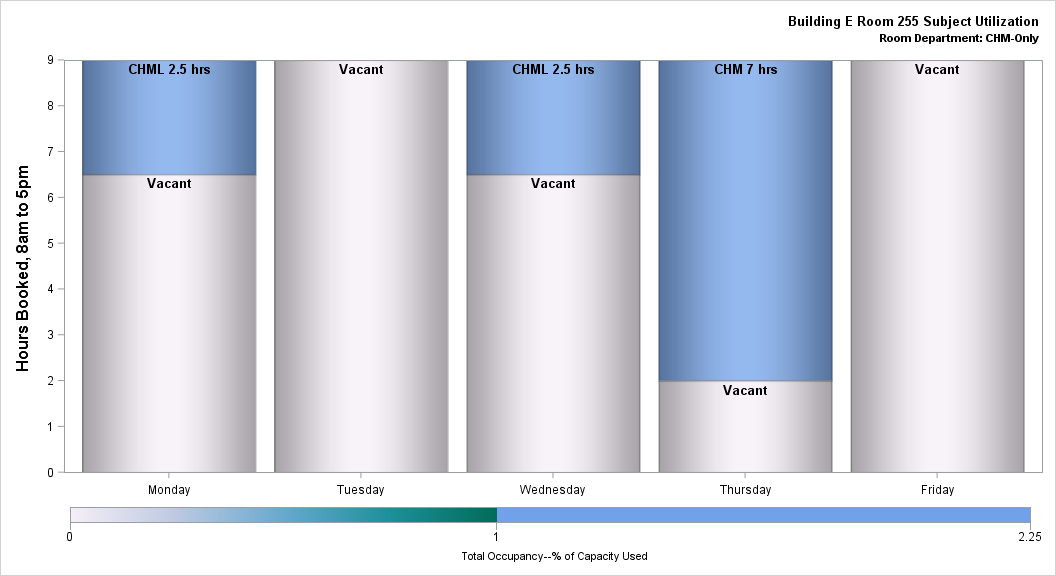 Building E Room 255 Subject Utilization
Room Department: CHM-Only
Hours Booked, 8am to 5pm
9
8
7
6
5
4
3
2
1
0
CHML 2.5 hrs
Vacant
Vacant
CHML 2.5 hrs
Vacant
CHM 7 hrs
Vacant
Vacant
Monday
Tuesday
Wednesday
Thursday
Friday
0
1
2.25
Total Occupancy--% of Capacity Used